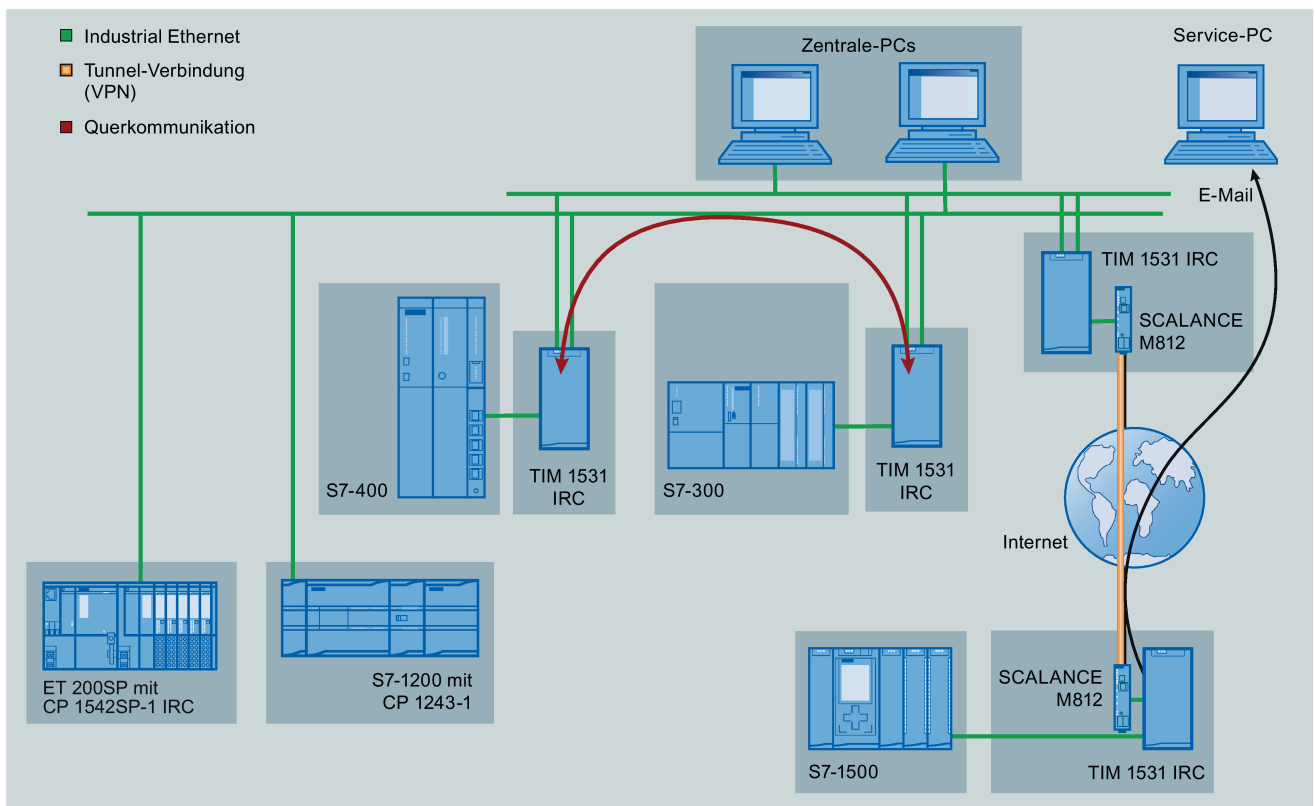 Industrial Ethernet
Tunnel-Verbindung
(VPN)
Querkommunikation
Zentrale-PCs
Service-PC
E-Mail
TIM 1531 IRC
SCALANCE
M812
S7-400
TIM 1531
IRC
S7-300
TIM 1531
IRC
Internet
ET 200SP mit
CP 1542SP-1 IRC
S7-1200 mit
CP 1243-1
SCALANCE
M812
S7-1500
TIM 1531 IRC